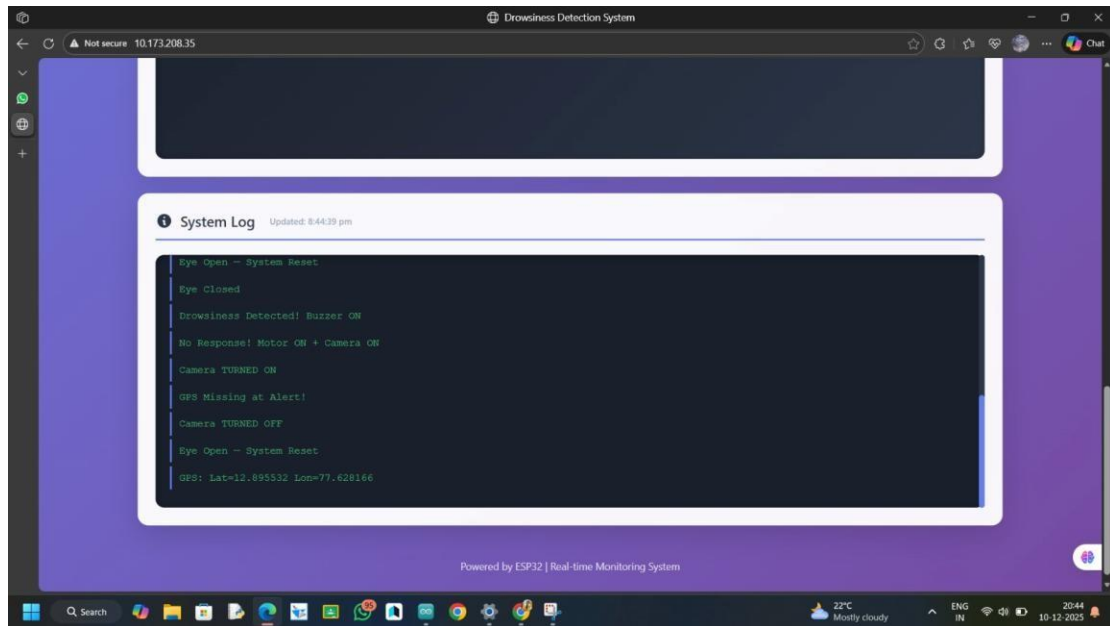 Drowsiness Detection System
Not secure 10.173.208.35
Chat
System Log Updated: 8:44:39 pm
Eye Open — System Reset
Eye Closed
Drowsiness Detected! Buzzer ON
No Response! Motor ON + Camera ON
Camera TURNED ON
GPS Missing at Alert!
Camera TURNED OFF
Eye Open — System Reset
GPS: Lat=12.895532 Lon=77.628166
Powered by ESP32 | Real-time Monitoring System
Search
95
22°C
Mostly cloudy
ENG
IN
20:44
10-12-2025